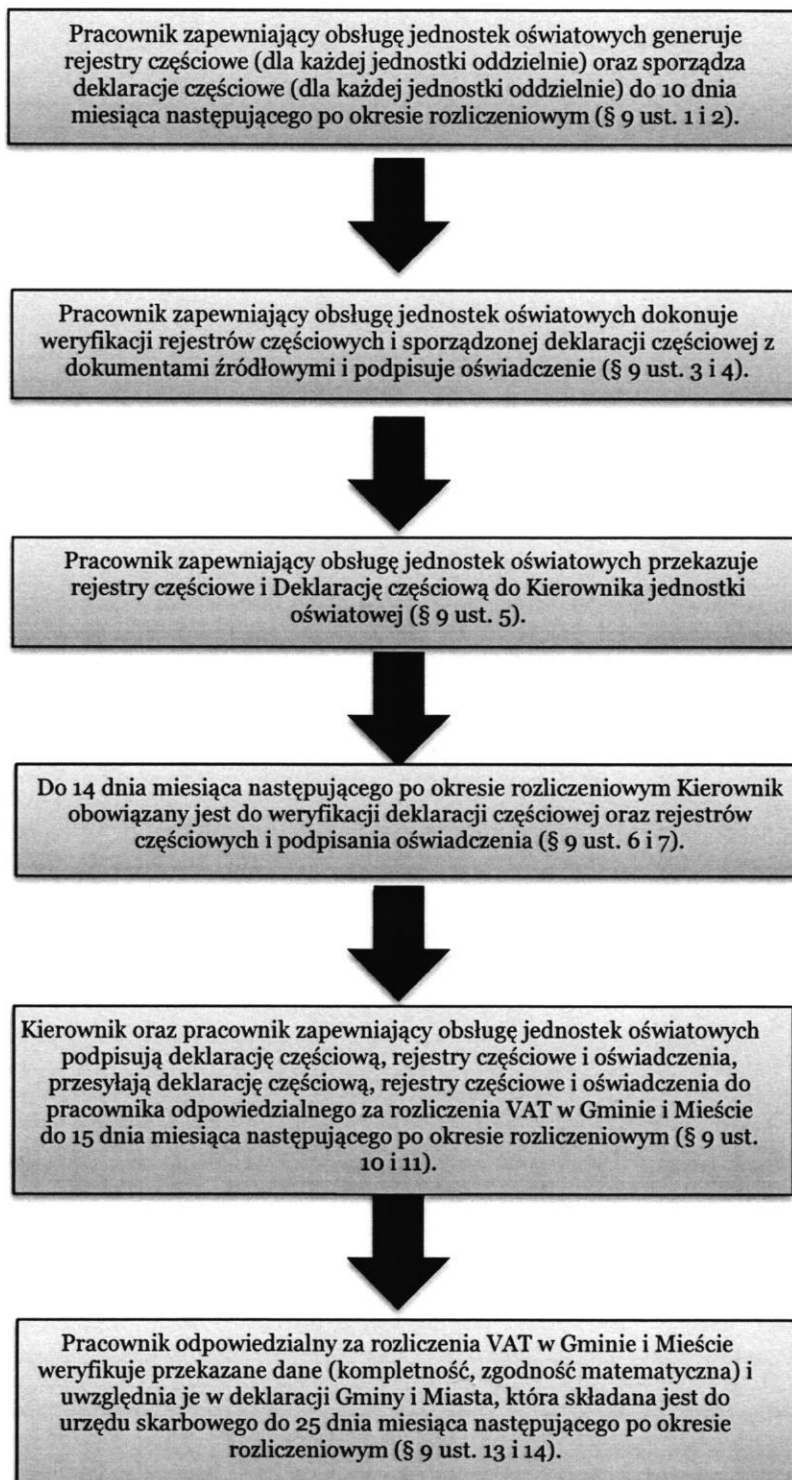 Pracownik zapewniający obsługę jednostek oświatowych generuje
rejestry częściowe (dla każdej jednostki oddzielnie) oraz sporządza
deklaracje częściowe (dla każdej jednostki oddzielnie) do 10 dnia
miesiąca następującego po okresie rozliczeniowym (§ 9 ust. 1 i 2).
Pracownik zapewniający obsługę jednostek oświatowych dokonuje
weryfikacji rejestrów częściowych i sporządzonej deklaracji częściowej z
dokumentami źródłowymi i podpisuje oświadczenie (§ 9 ust. 3 i 4).
Pracownik zapewniający obsługę jednostek oświatowych przekazuje
rejestry częściowe i Deklarację częściową do Kierownika jednostki
oświatowej (§ 9 ust. 5).
Do 14 dnia miesiąca następującego po okresie rozliczeniowym Kierownik
obowiązany jest do weryfikacji deklaracji częściowej oraz rejestrów
częściowych i podpisania oświadczenia (§ 9 ust. 6 i 7).
Kierownik oraz pracownik zapewniający obsługę jednostek oświatowych
podpisują deklarację częściową, rejestry częściowe i oświadczenia,
przesyłają deklarację częściową, rejestry częściowe i oświadczenia do
pracownika odpowiedzialnego za rozliczenia VAT w Gminie i Mieście
do 15 dnia miesiąca następującego po okresie rozliczeniowym (§ 9 ust.
10 i 11).
Pracownik odpowiedzialny za rozliczenia VAT w Gminie i Mieście
weryfikuje przekazane dane (kompletność, zgodność matematyczna) i
uwzględnia je w deklaracji Gminy i Miasta, która składana jest do
urzędu skarbowego do 25 dnia miesiąca następującego po okresie
rozliczeniowym (§ 9 ust. 13 i 14).